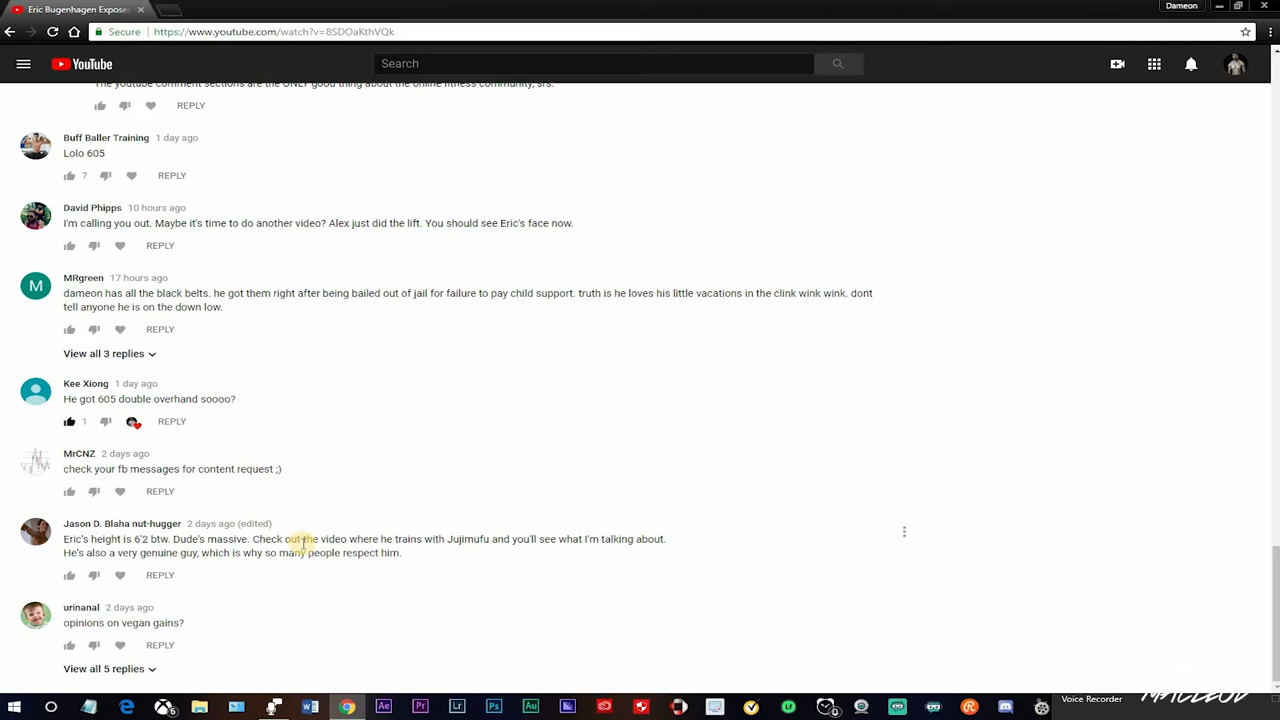 Eric Bugenhagen Expose
Dameon
Secure
https://www.youtube.com/watch?v=8SDOaKthVQk
YouTube
Search
The youtube comment sections are the ONLY good thing about the online fitness community, srs.
REPLY
Buff Baller Training 1 day ago
Lolo 605
7 REPLY
David Phipps 10 hours ago
I'm calling you out. Maybe it's time to do another video? Alex just did the lift. You should see Eric's face now.
REPLY
M
MRgreen 17 hours ago
dameon has all the black belts. he got them right after being bailed out of jail for failure to pay child support. truth is he loves his little vacations in the clink wink wink. dont
tell anyone he is on the down low.
REPLY
View all 3 replies
Kee Xiong 1 day ago
He got 605 double overhand soooo?
1 REPLY
MrCNZ 2 days ago
check your fb messages for content request ;)
REPLY
Jason D. Blaha nut-hugger 2 days ago (edited)
Eric's height is 6'2 btw. Dude's massive. Check out the video where he trains with Jujimufu and you'll see what I'm talking about.
He's also a very genuine guy, which is why so many people respect him.
REPLY
urinanal 2 days ago
opinions on vegan gains?
REPLY
View all 5 replies
MACLEOD
Voice Recorder
6
W
Ae
Pr
Lr
Ps
Au
0
R